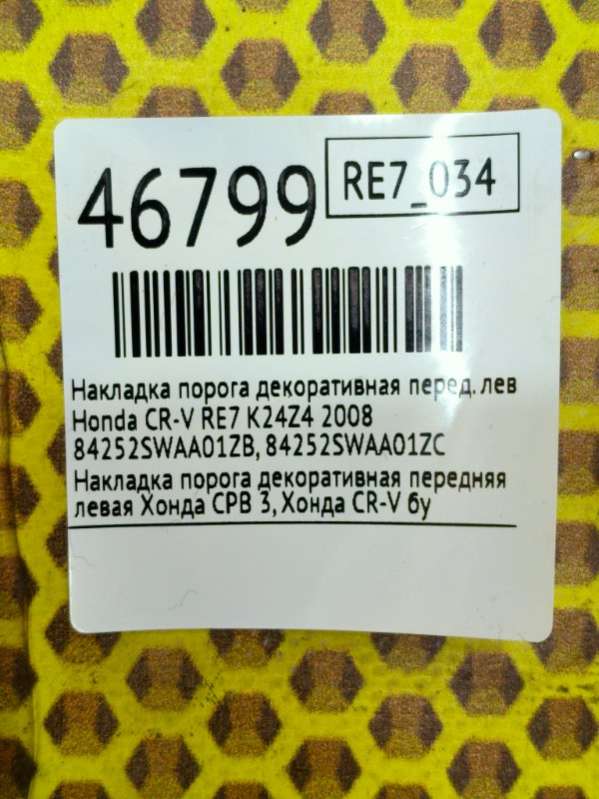 46799
RE7_034
Накладка порога декоративная перед. лев
Honda CR-V RE7 K24Z4 2008
84252SWAA01ZB, 84252SWAA01ZC
Накладка порога декоративная передняя
левая Хонда СРВ 3, Хонда CR-V бу